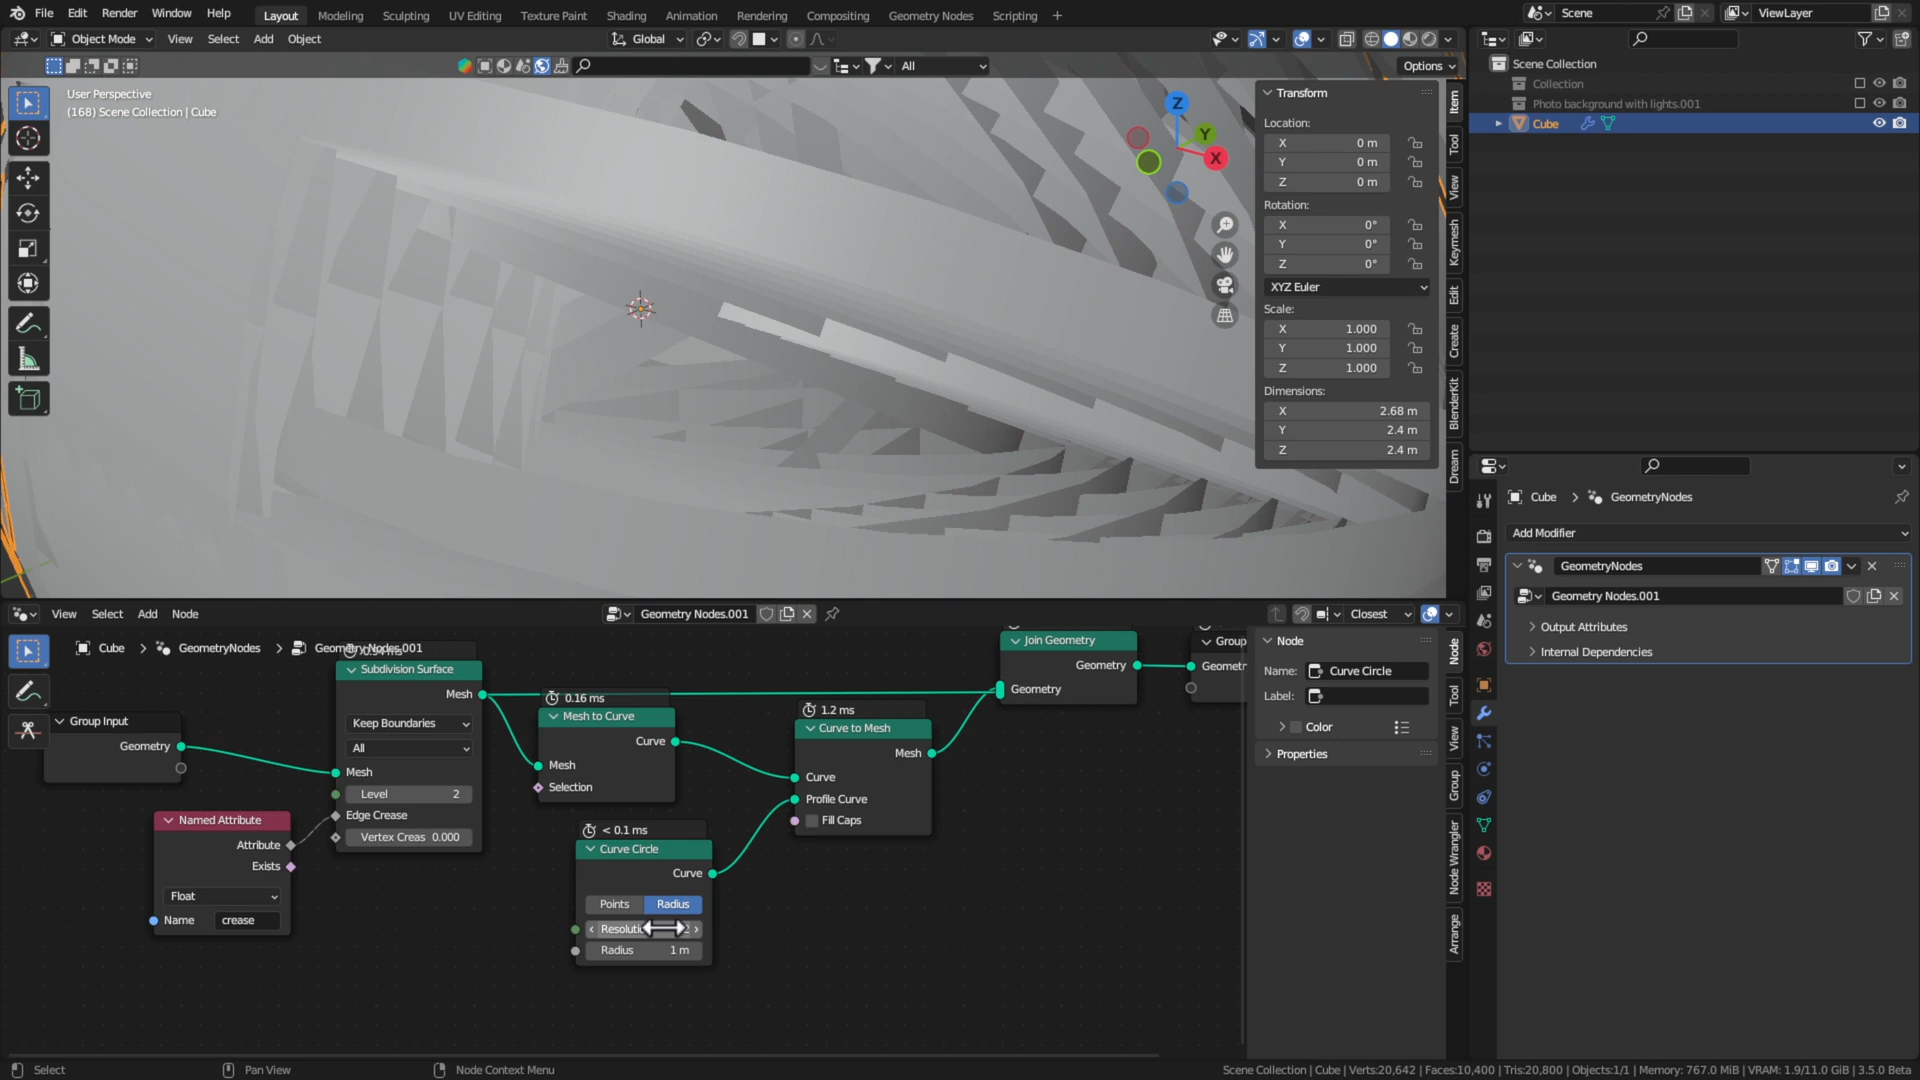 File Edit Render Window Help Layout Modeling Sculpting UV Editing Texture Paint Shading Animation Rendering Compositing Geometry Nodes Scripting + Scene ViewLayer
Object Mode View Select Add Object Global
All Options
User Perspective
(168) Scene Collection | Cube
Z
Y
X
Transform
Location:
X 0 m
Y 0 m
Z 0 m
Rotation:
X 0°
Y 0°
Z 0°
XYZ Euler
Scale:
X 1.000
Y 1.000
Z 1.000
Dimensions:
X 2.68 m
Y 2.4 m
Z 2.4 m
Item
Tool
View
Keymesh
Edit
Create
BlenderKit
Dream
Scene Collection
Collection
Photo background with lights.001
Cube
Cube > GeometryNodes
Add Modifier
GeometryNodes
Geometry Nodes.001
Output Attributes
Internal Dependencies
View Select Add Node Geometry Nodes.001 Closest
Cube > GeometryNodes > Geometry Nodes.001
Group Input
Geometry
Named Attribute
Attribute
Exists
Float
Name crease
Subdivision Surface
Mesh
Keep Boundaries
All
Mesh
Level 2
Edge Crease
Vertex Creas 0.000
0.16 ms
Mesh to Curve
Curve
Mesh
Selection
< 0.1 ms
Curve Circle
Curve
Points Radius
Resoluti
Radius 1 m
1.2 ms
Curve to Mesh
Mesh
Curve
Profile Curve
Fill Caps
Join Geometry
Geometry
Geometry
Group
Geometr
Node
Name: Curve Circle
Label:
Color
Properties
Node
Tool
View
Group
Node Wrangler
Arrange
Select Pan View Node Context Menu Scene Collection | Cube | Verts:20,642 | Faces:10,400 | Tris:20,800 | Objects:1/1 | Memory: 767.0 MiB | VRAM: 1.9/11.0 GiB | 3.5.0 Beta